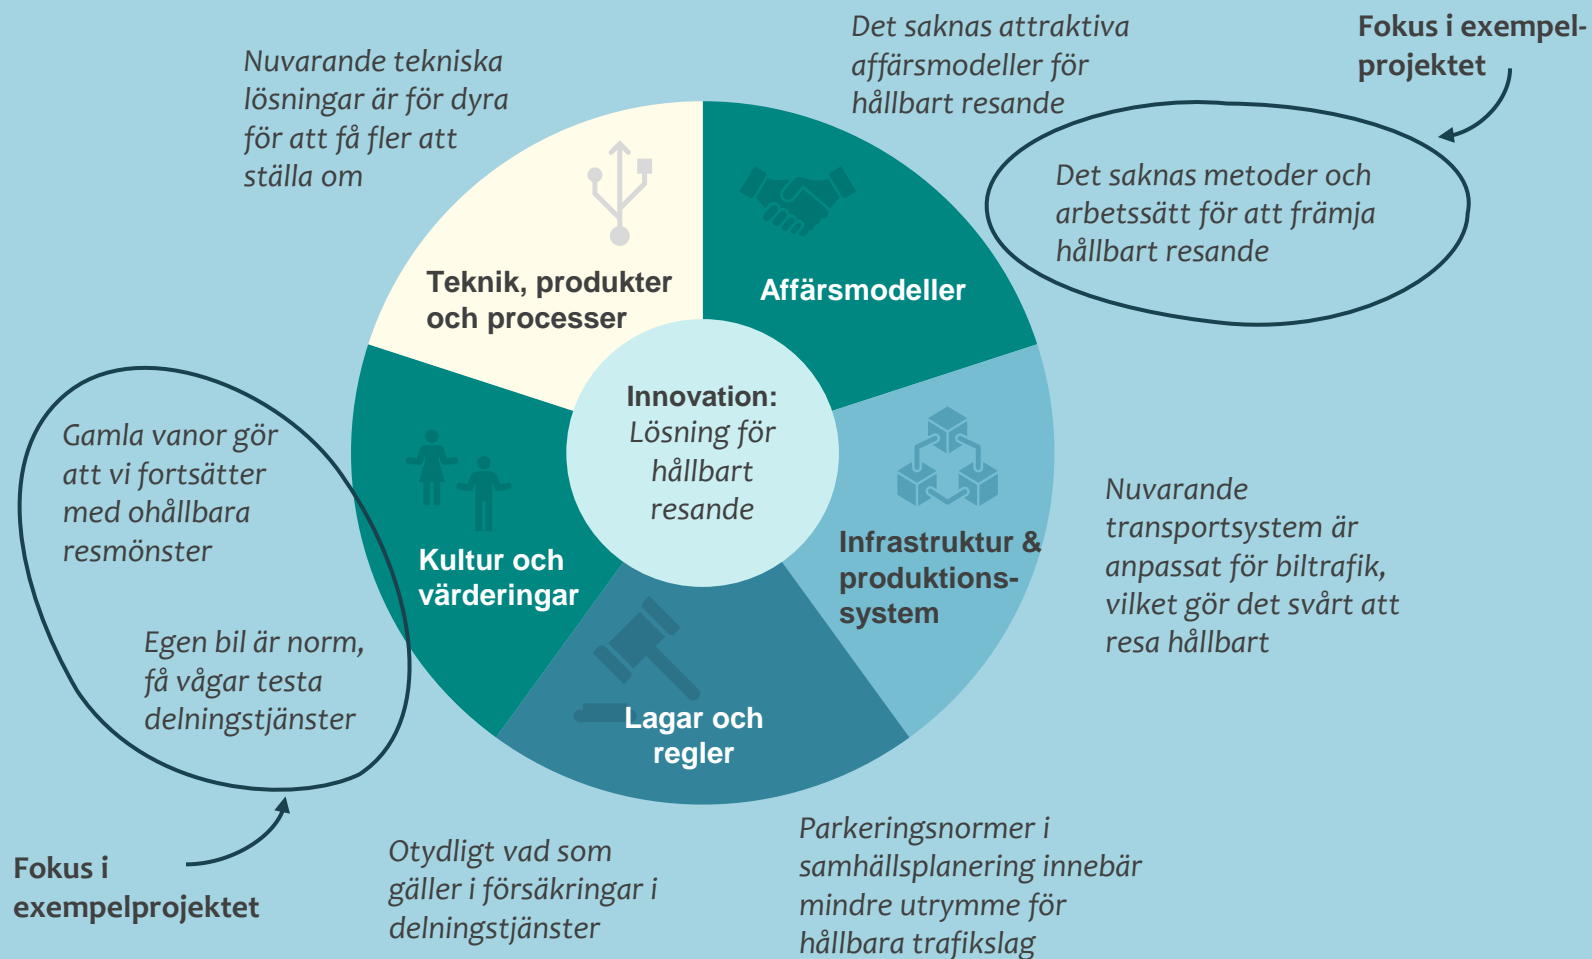 Nuvarande tekniska
lösningar är för dyra
för att få fler att
ställa om
Det saknas attraktiva
affärsmodeller för
hållbart resande
Fokus i exempel-
projektet
Det saknas metoder och
arbetssätt för att främja
hållbart resande
Teknik, produkter
och processer
Affärsmodeller
Innovation:
Lösning för
hållbart
resande
Gamla vanor gör
att vi fortsätter
med ohållbara
resmönster
Egen bil är norm,
få vågar testa
delningstjänster
Kultur och
värderingar
Infrastruktur &
produktions-
system
Nuvarande
transportsystem är
anpassat för biltrafik,
vilket gör det svårt att
resa hållbart
Lagar och
regler
Fokus i
exempelprojektet
Otydligt vad som
gäller i försäkringar i
delningstjänster
Parkeringsnormer i
samhällsplanering innebär
mindre utrymme för
hållbara trafikslag